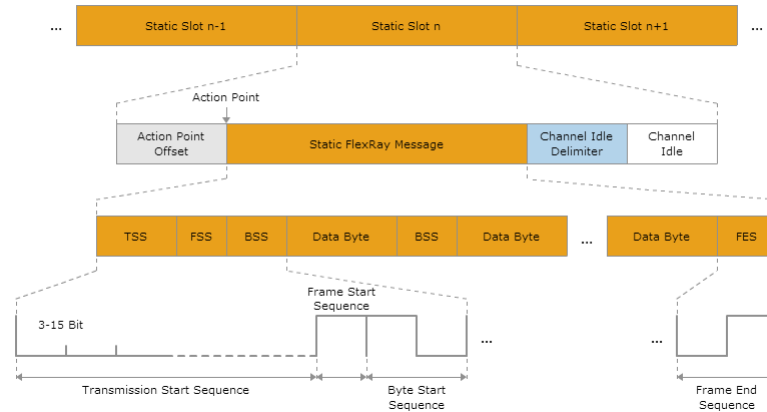 ... Static Slot n-1 Static Slot n Static Slot n+1 ...
Action Point
Action Point
Offset
Static FlexRay Message
Channel Idle
Delimiter
Channel
Idle
TSS FSS BSS Data Byte BSS Data Byte ... Data Byte FES
Frame Start
Sequence
3-15 Bit
... ...
Transmission Start Sequence
Byte Start
Sequence
Frame End
Sequence